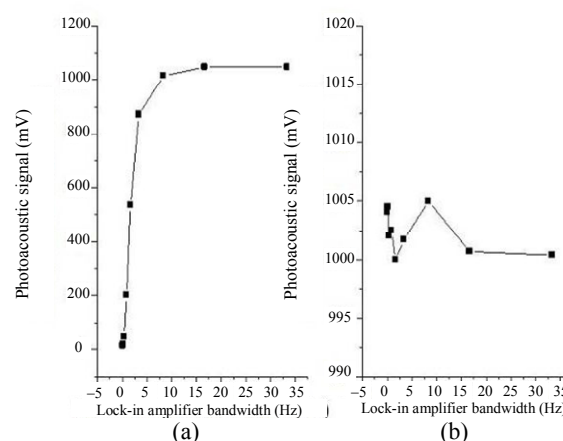 1200
1000
800
600
400
200
0
Photoacoustic signal (mV)
–5 0 5 10 15 20 25 30 35
Lock-in amplifier bandwidth (Hz)
(a)
1020
1015
1010
1005
1000
995
990
Photoacoustic signal (mV)
–5 0 5 10 15 20 25 30 35
)
Lock-in amplifier bandwidth (Hz)
(b)